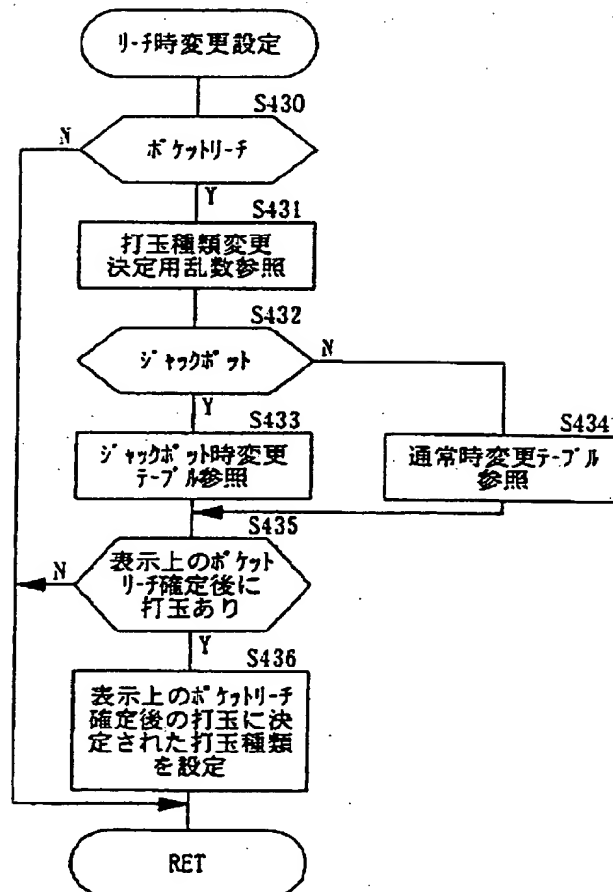 リーチ時変更設定
S430
N
ポケットリーチ
Y
S431
打玉種類変更
決定用乱数参照
S432
ジャックポット
N
Y
S433
S434
ジャックポット時変更
テーブル参照
通常時変更テーブル
参照
S435
表示上のポケット
リーチ確定後に
打玉あり
N
Y
S436
表示上のポケットリーチ
確定後の打玉に決
定された打玉種類
を設定
RET